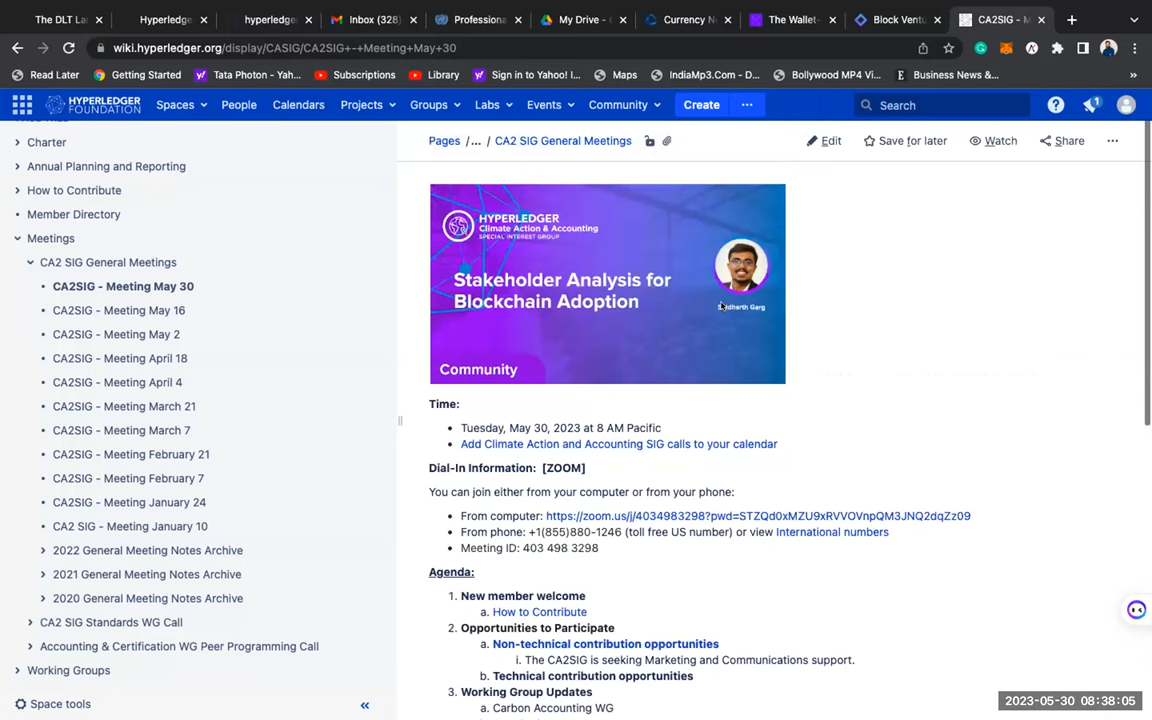 The DLT La
Hyperledge
hyperledger
Inbox (328)
Professiona
My Drive - G
Currency N
The Wallet-
Block Ventu
CA2SIG - M
wiki.hyperledger.org/display/CASIG/CA2SIG+-+Meeting+May+30
Read Later
Getting Started
Tata Photon - Yah...
Subscriptions
Library
Sign in to Yahoo! I...
Maps
IndiaMp3.Com – D...
Bollywood MP4 Vi...
Business News &...
HYPERLEDGER
FOUNDATION
Spaces
People
Calendars
Projects
Groups
Labs
Events
Community
Create
Search
1
Charter
Annual Planning and Reporting
How to Contribute
Member Directory
Meetings
CA2 SIG General Meetings
CA2SIG - Meeting May 30
CA2SIG - Meeting May 16
CA2SIG - Meeting May 2
CA2SIG - Meeting April 18
CA2SIG - Meeting April 4
CA2SIG - Meeting March 21
CA2SIG - Meeting March 7
CA2SIG - Meeting February 21
CA2SIG - Meeting February 7
CA2SIG - Meeting January 24
CA2 SIG - Meeting January 10
2022 General Meeting Notes Archive
2021 General Meeting Notes Archive
2020 General Meeting Notes Archive
CA2 SIG Standards WG Call
Accounting & Certification WG Peer Programming Call
Working Groups
Space tools
Pages /... / CA2 SIG General Meetings
Edit
Save for later
Watch
Share
HYPERLEDGER
Climate Action & Accounting
SPECIAL INTEREST GROUP
Stakeholder Analysis for
Blockchain Adoption
Garg
Community
Time:
Tuesday, May 30, 2023 at 8 AM Pacific
Add Climate Action and Accounting SIG calls to your calendar
Dial-In Information: [ZOOM]
You can join either from your computer or from your phone:
From computer: https://zoom.us/j/4034983298?pwd=STZQd0xMZU9xRVVOVnpQM3JNQ2dqZz09
From phone: +1(855)880-1246 (toll free US number) or view International numbers
Meeting ID: 403 498 3298
Agenda:
1. New member welcome
a. How to Contribute
2. Opportunities to Participate
a. Non-technical contribution opportunities
i. The CA2SIG is seeking Marketing and Communications support.
b. Technical contribution opportunities
3. Working Group Updates
a. Carbon Accounting WG
2023-05-30 08:38:05